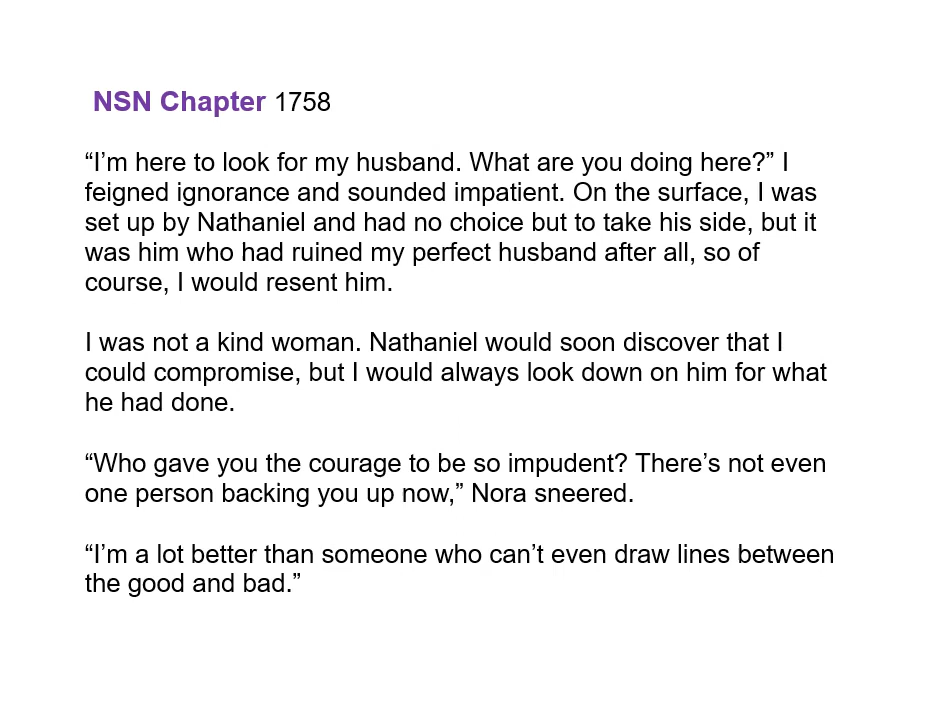 NSN Chapter 1758
“I’m here to look for my husband. What are you doing here?” I
feigned ignorance and sounded impatient. On the surface, I was
set up by Nathaniel and had no choice but to take his side, but it
was him who had ruined my perfect husband after all, so of
course, I would resent him.
I was not a kind woman. Nathaniel would soon discover that I
could compromise, but I would always look down on him for what
he had done.
“Who gave you the courage to be so impudent? There’s not even
one person backing you up now,” Nora sneered.
“I’m a lot better than someone who can’t even draw lines between
the good and bad.”